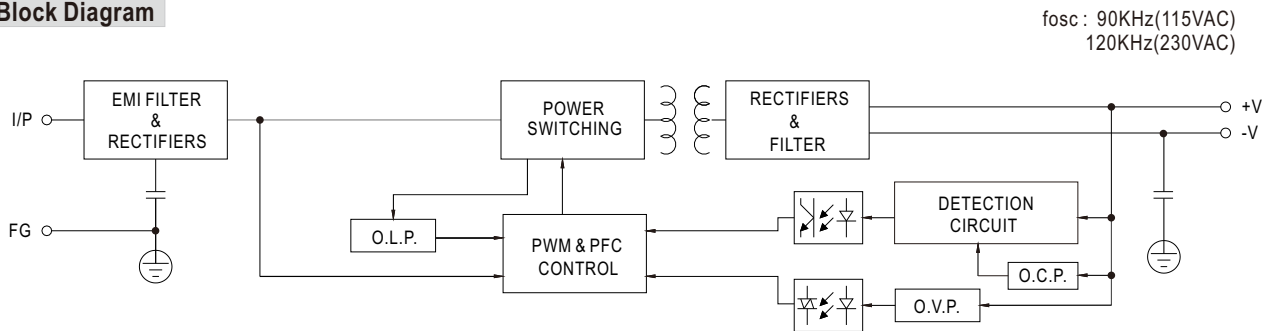 Block Diagram
fosc : 90KHz(115VAC)
120KHz(230VAC)
I/P
EMI FILTER
&
RECTIFIERS
POWER
SWITCHING
RECTIFIERS
&
FILTER
+V
-V
FG
O.L.P.
PWM & PFC
CONTROL
DETECTION
CIRCUIT
O.C.P.
O.V.P.